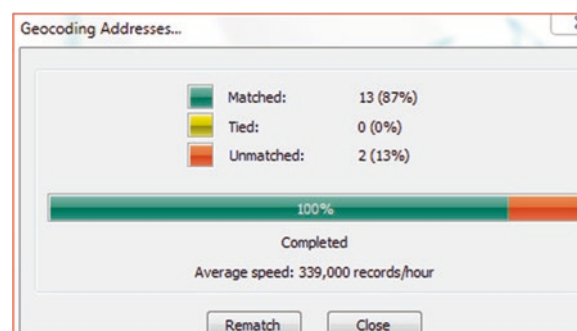 Geocoding Addresses...
Matched: 13 (87%)
Tied: 0 (0%)
Unmatched: 2 (13%)
100%
Completed
Average speed: 339,000 records/hour
Rematch Close